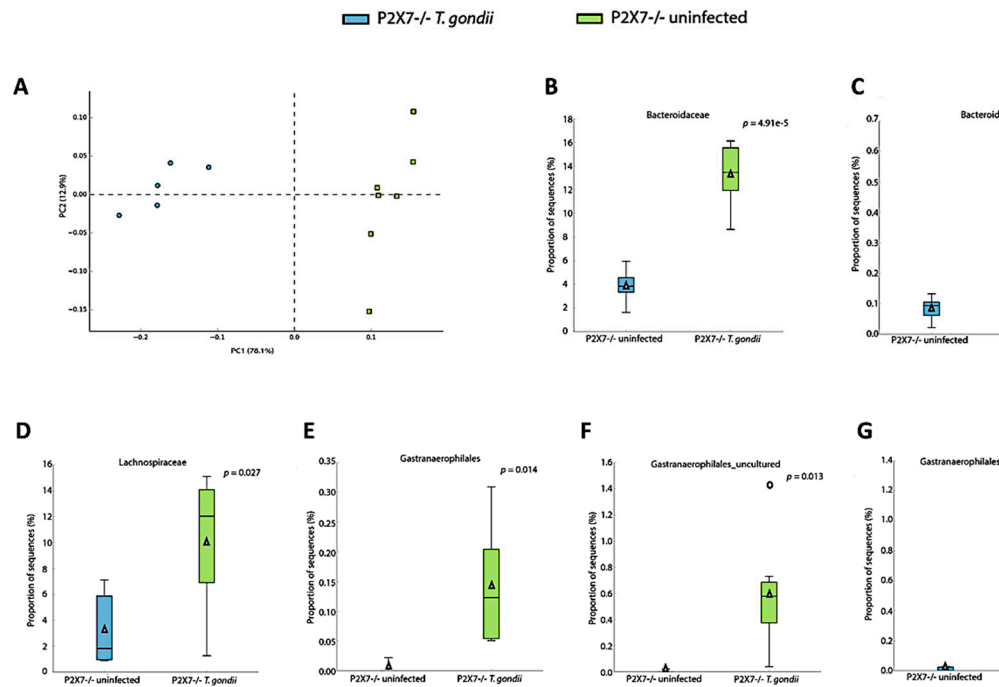 P2X7-/- T. gondii P2X7-/- uninfected
A
0.10
0.05
0.00
−0.05
−0.10
−0.15
PC2 (12.9%)
−0.2 −0.1 0.0 0.1
PC1 (78.1%)
B
Bacteroidaceae
p = 4.91e-5
18
16
14
12
10
8
6
4
2
0
Proportion of sequences (%)
P2X7-/- uninfected P2X7-/- T. gondii
C
Bacteroid
0.7
0.6
0.5
0.4
0.3
0.2
0.1
0.0
Proportion of sequences (%)
P2X7-/- uninfected
D
Lachnospiraceae
p = 0.027
16
14
12
10
8
6
4
2
0
Proportion of sequences (%)
P2X7-/- uninfected P2X7-/- T. gondii
E
Gastranaerophilales
p = 0.014
0.35
0.30
0.25
0.20
0.15
0.10
0.05
0.00
Proportion of sequences (%)
P2X7-/- uninfected P2X7-/- T. gondii
F
Gastranaerophilales_uncultured
p = 0.013
1.6
1.4
1.2
1.0
0.8
0.6
0.4
0.2
0.0
Proportion of sequences (%)
P2X7-/- uninfected P2X7-/- T. gondii
G
Gastranaerophilales
1.4
1.2
1.0
0.8
0.6
0.4
0.2
0.0
Proportion of sequences (%)
P2X7-/- uninfected